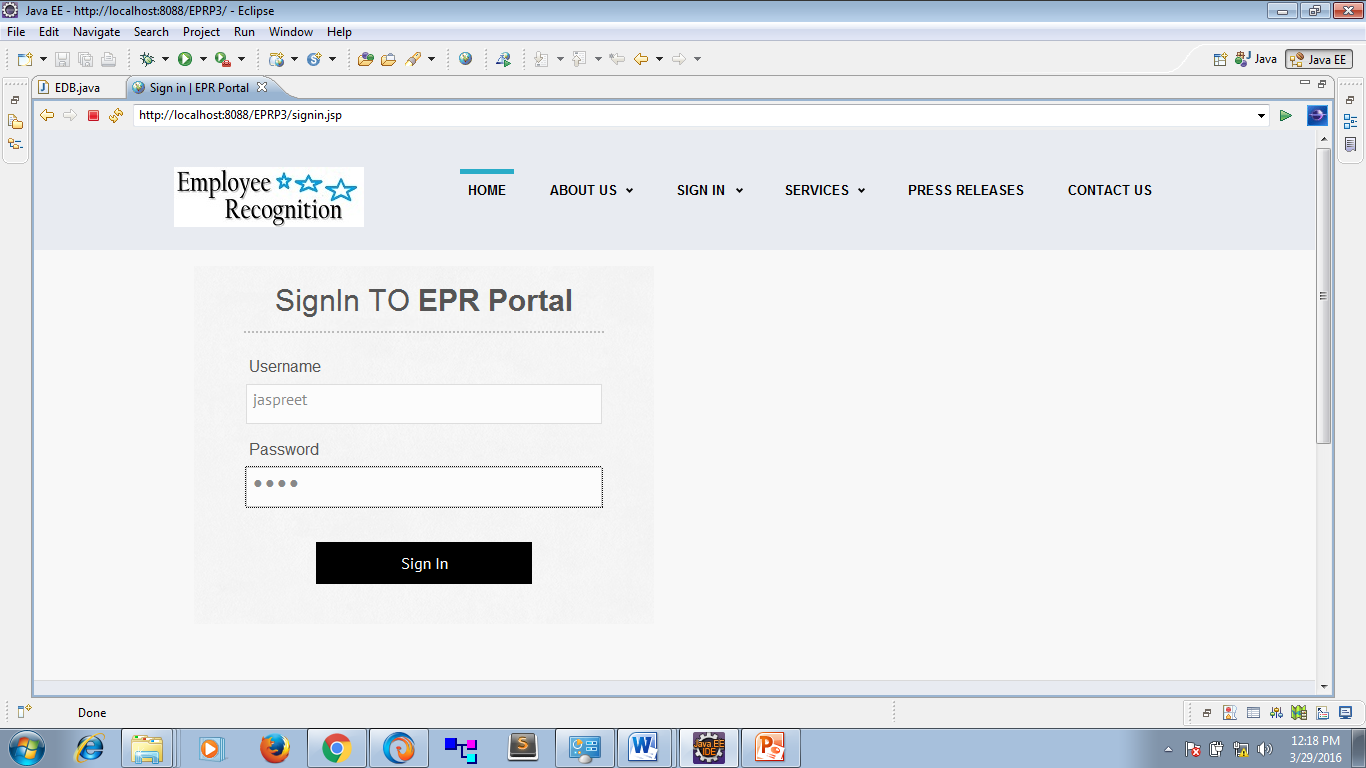 Java EE - http://localhost:8088/EPRP3/ - Eclipse
File Edit Navigate Search Project Run Window Help
Java Java EE
EDB.java Sign in | EPR Portal
http://localhost:8088/EPRP3/signin.jsp
Employee
Recognition
HOME ABOUT US SIGN IN SERVICES PRESS RELEASES CONTACT US
SignIn TO EPR Portal
Username
jaspreet
Password
••••
Sign In
Done
Java EE
IDE
12:18 PM
3/29/2016